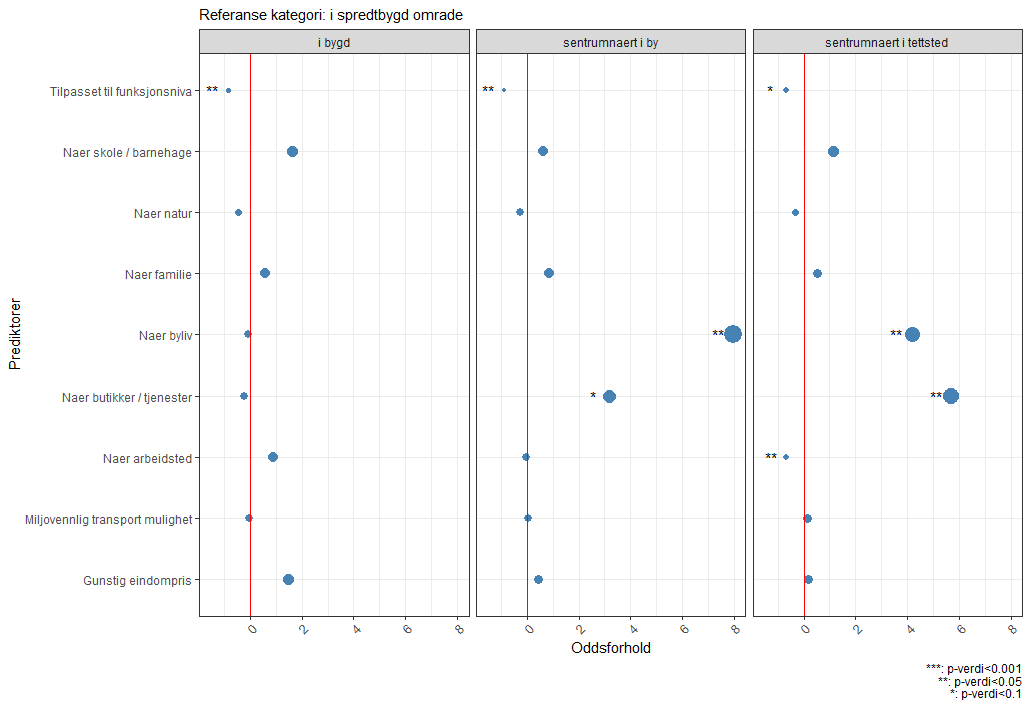 Referanse kategori: i spredtbygd omrade
i bygd
sentrumnaert i by
sentrumnaert i tettsted
Prediktorer
Tilpasset til funksjonsniva
** ** *
Naer skole / barnehage
Naer natur
Naer familie
Naer byliv
** **
Naer butikker / tjenester
* **
Naer arbeidsted
**
Miljovennlig transport mulighet
Gunstig eindompris
0 2 4 6 8
0 2 4 6 8
0 2 4 6 8
Oddsforhold
***: p-verdi<0.001
**: p-verdi<0.05
*: p-verdi<0.1